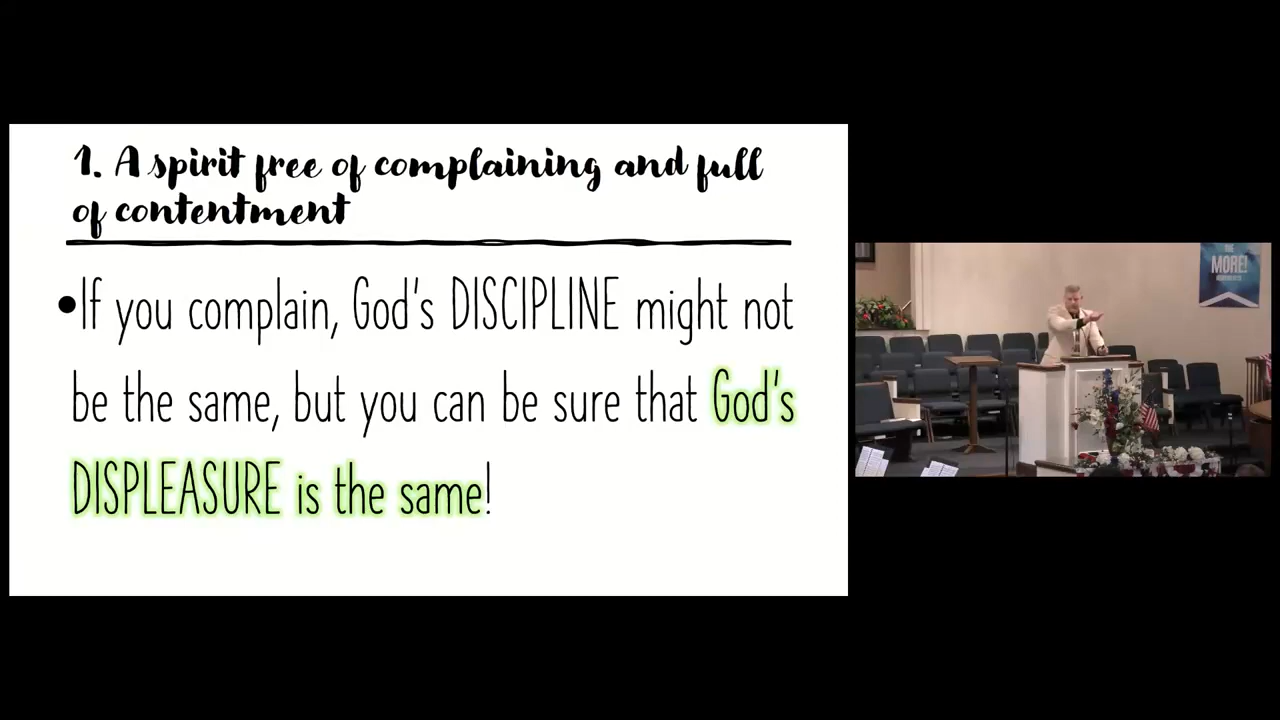 1. A spirit free of complaining and full
of contentment
•If you complain, God's DISCIPLINE might not
be the same, but you can be sure that God's
DISPLEASURE is the same!
MORE!